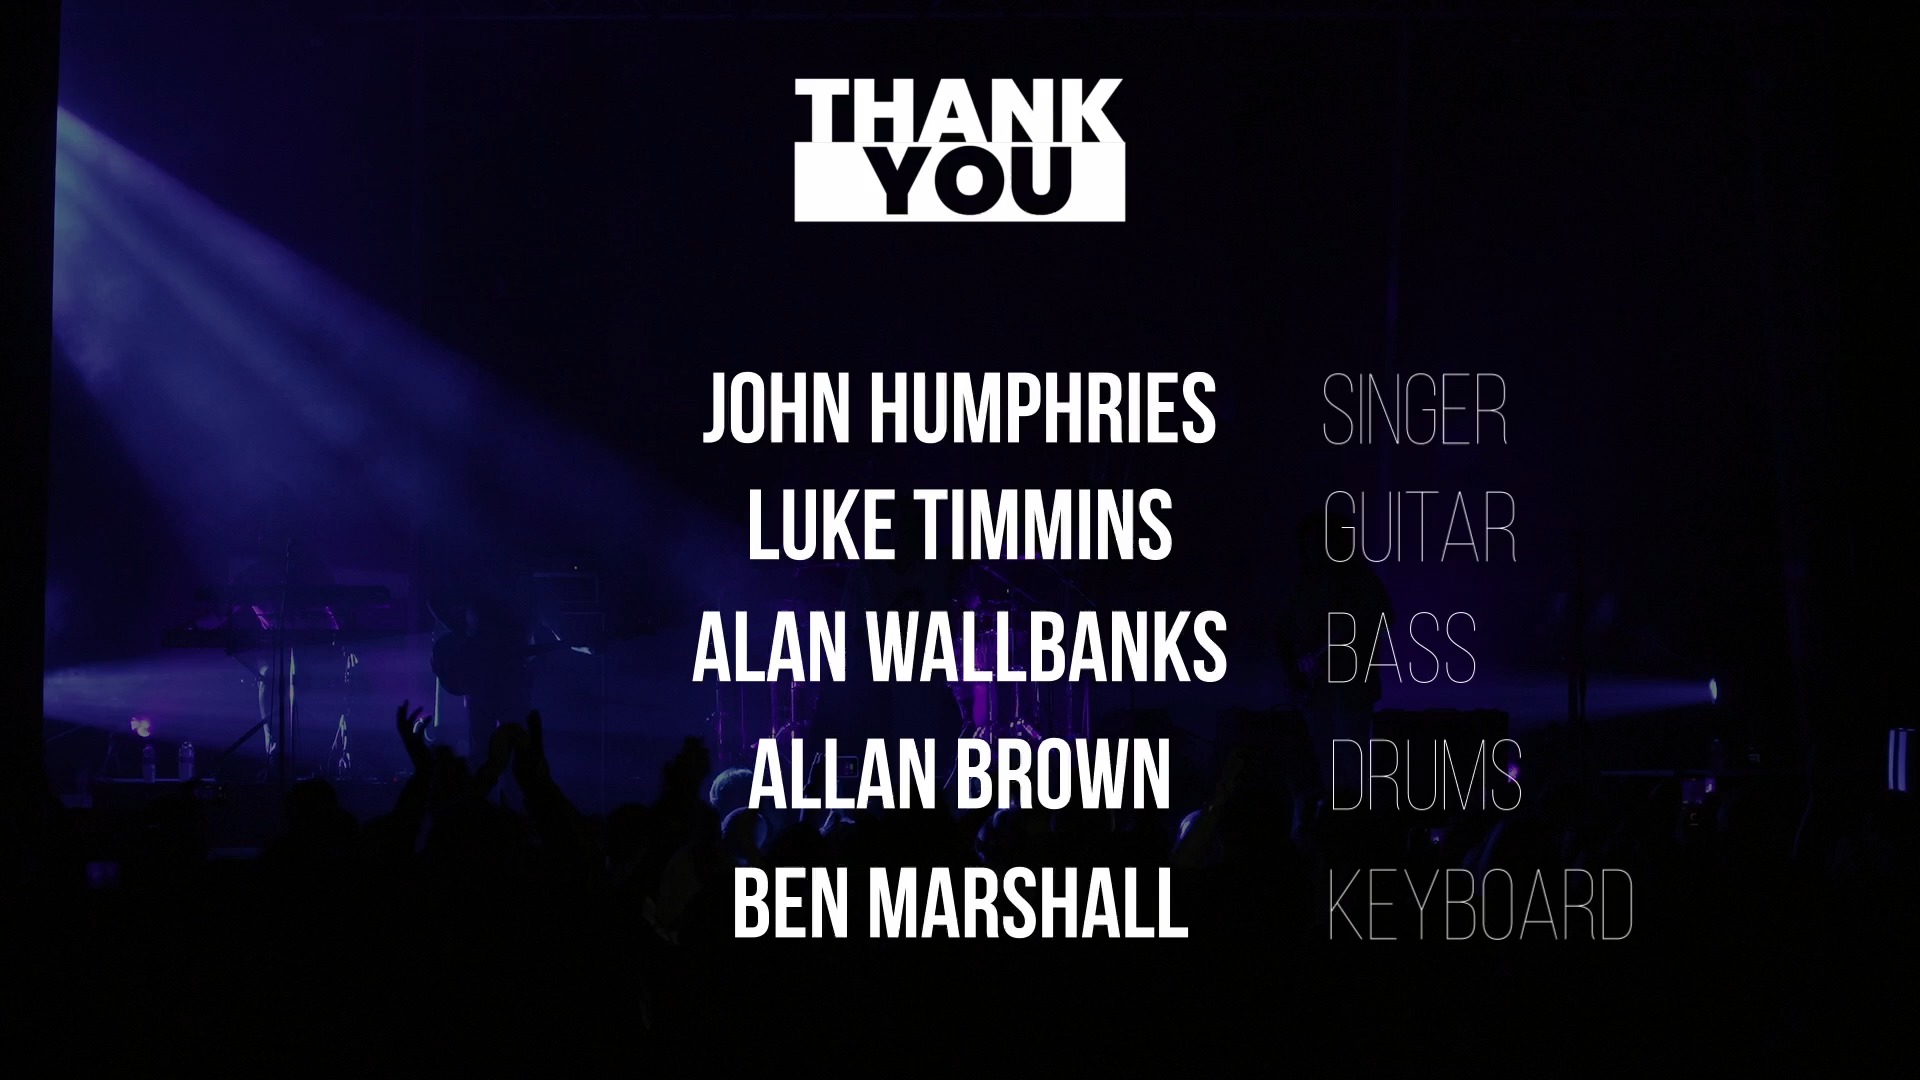 THANK
YOU
JOHN HUMPHRIES SINGER
LUKE TIMMINS GUITAR
ALAN WALLBANKS BASS
ALLAN BROWN DRUMS
BEN MARSHALL KEYBOARD